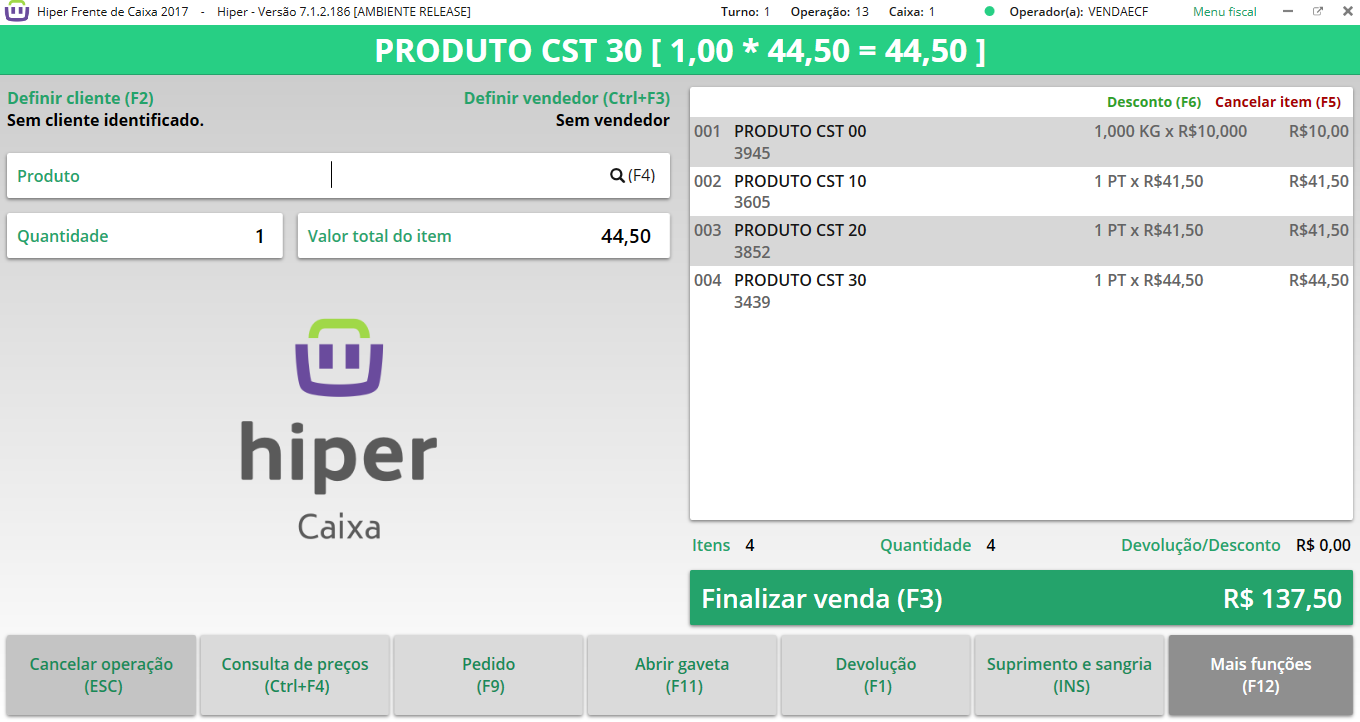 Hiper Frente de Caixa 2017 - Hiper - Versão 7.1.2.186 [AMBIENTE RELEASE] Turno: 1 Operação: 13 Caixa: 1 Operador(a): VENDAECF Menu fiscal
PRODUTO CST 30 [ 1,00 * 44,50 = 44,50 ]
Definir cliente (F2) Definir vendedor (Ctrl+F3)
Sem cliente identificado. Sem vendedor
Produto (F4)
Quantidade 1 Valor total do item 44,50
hiper
Caixa
Desconto (F6) Cancelar item (F5)
001 PRODUTO CST 00 1,000 KG x R$10,000 R$10,00
3945
002 PRODUTO CST 10 1 PT x R$41,50 R$41,50
3605
003 PRODUTO CST 20 1 PT x R$41,50 R$41,50
3852
004 PRODUTO CST 30 1 PT x R$44,50 R$44,50
3439
Itens 4 Quantidade 4 Devolução/Desconto R$ 0,00
Finalizar venda (F3) R$ 137,50
Cancelar operação
(ESC)
Consulta de preços
(Ctrl+F4)
Pedido
(F9)
Abrir gaveta
(F11)
Devolução
(F1)
Suprimento e sangria
(INS)
Mais funções
(F12)